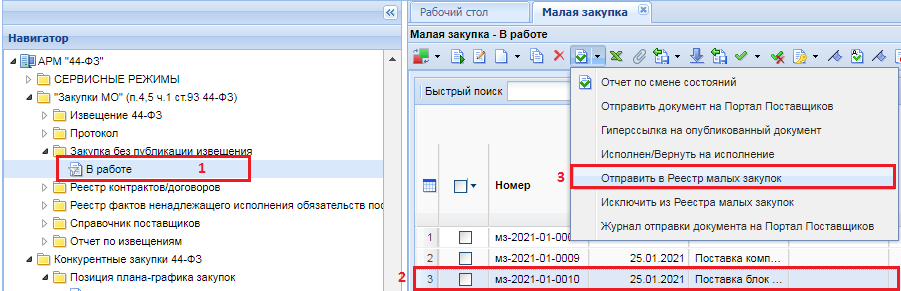 Рабочий стол
Малая закупка
Навигатор
Малая закупка - В работе
АРМ "44-ФЗ"
СЕРВИСНЫЕ РЕЖИМЫ
"Закупки МО" (п.4,5 ч.1 ст.93 44-ФЗ)
Извещение 44-ФЗ
Протокол
Закупка без публикации извещения
В работе
1
Реестр контрактов/договоров
Реестр фактов ненадлежащего исполнения обязательств пос
Справочник поставщиков
Отчет по извещениям
Конкурентные закупки 44-ФЗ
Позиция плана-графика закупок
Быстрый поиск
Отчет по смене состояний
Отправить документ на Портал Поставщиков
Гиперссылка на опубликованный документ
Исполнен/Вернуть на исполнение
3
Отправить в Реестр малых закупок
Исключить из Реестра малых закупок
Журнал отправки документа на Портал Поставщиков
Номер
1 мз-2021-01-000
2 мз-2021-01-0009 25.01.2021 Поставка комп...
2
3 мз-2021-01-0010 25.01.2021 Поставка блок ...